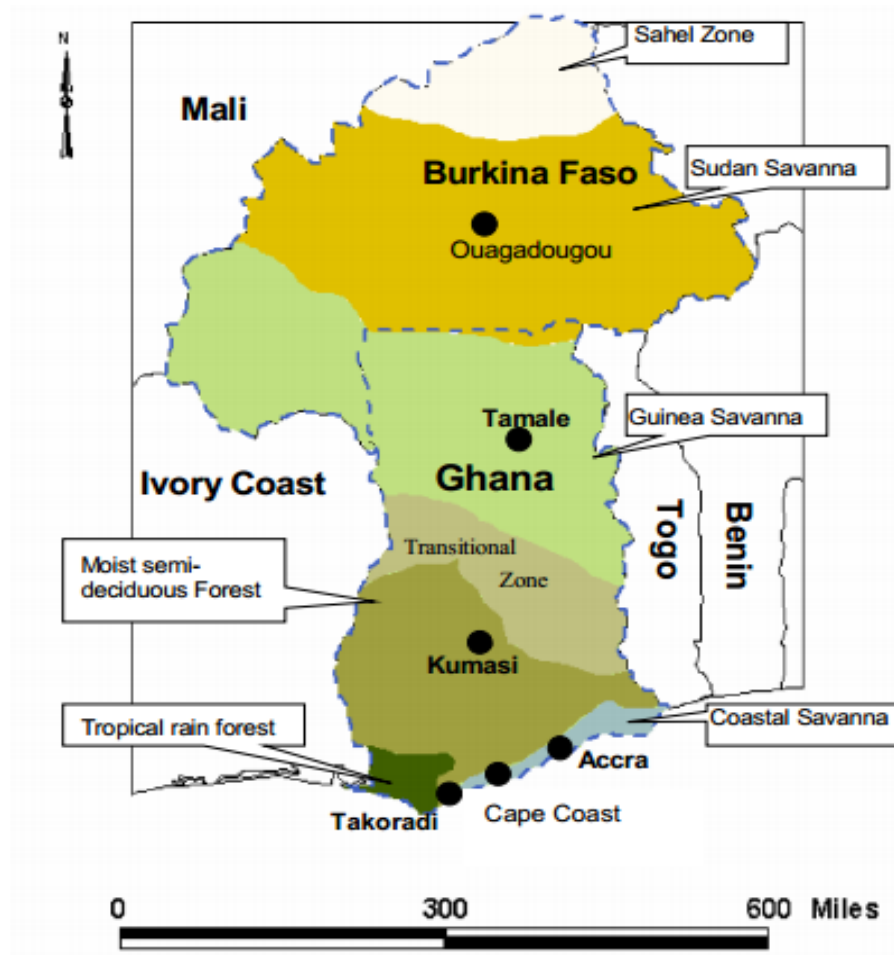 N
Sahel Zone
Mali
Burkina Faso
Sudan Savanna
Ouagadougou
Tamale
Guinea Savanna
Ivory Coast
Ghana
Togo
Benin
Moist semi-
deciduous Forest
Transitional
Zone
Kumasi
Tropical rain forest
Coastal Savanna
Accra
Takoradi
Cape Coast
0 300 600 Miles